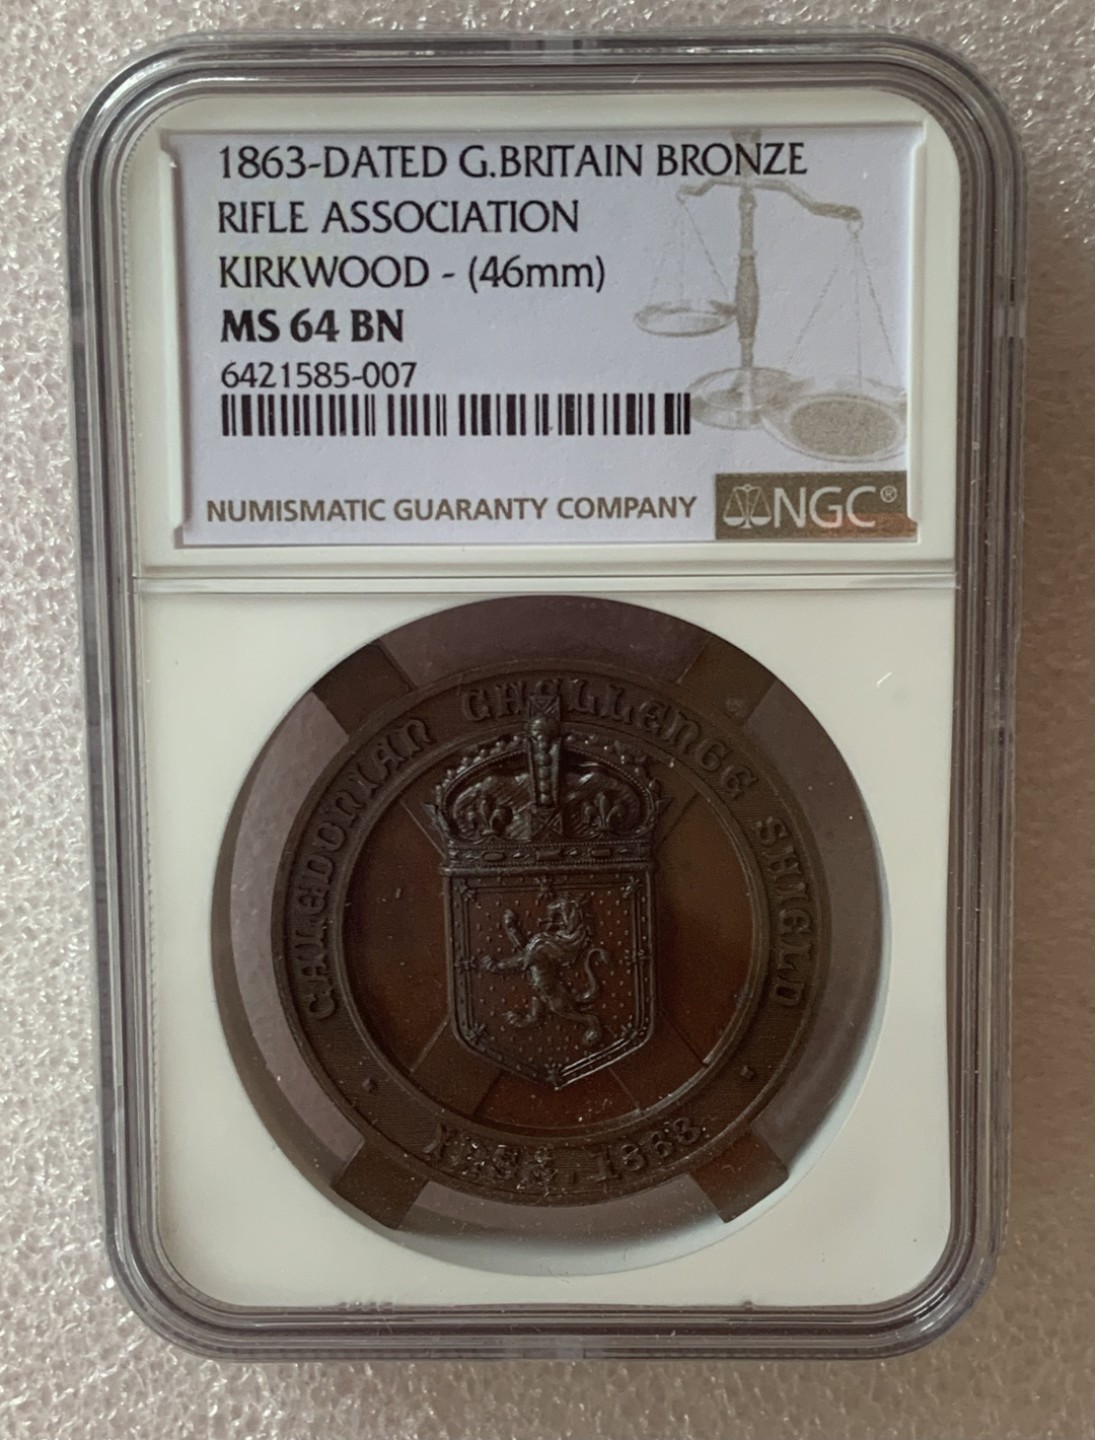 1863-DATED G.BRITAIN BRONZE
RIFLE ASSOCIATION
KIRKWOOD - (46mm)
MS 64 BN
6421585-007
NUMISMATIC GUARANTY COMPANY NGC®
CALEDONIAN CHALLENGE SHIELD
1863